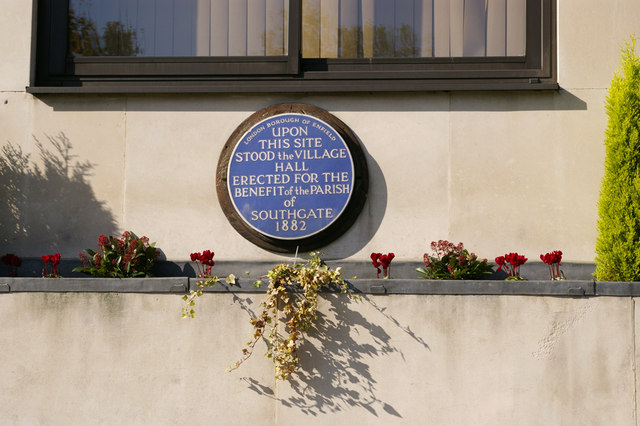 LONDON BOROUGH OF ENFIELD
UPON
THIS SITE
STOOD the VILLAGE
HALL
ERECTED FOR THE
BENEFIT of the PARISH
of
SOUTHGATE
1882